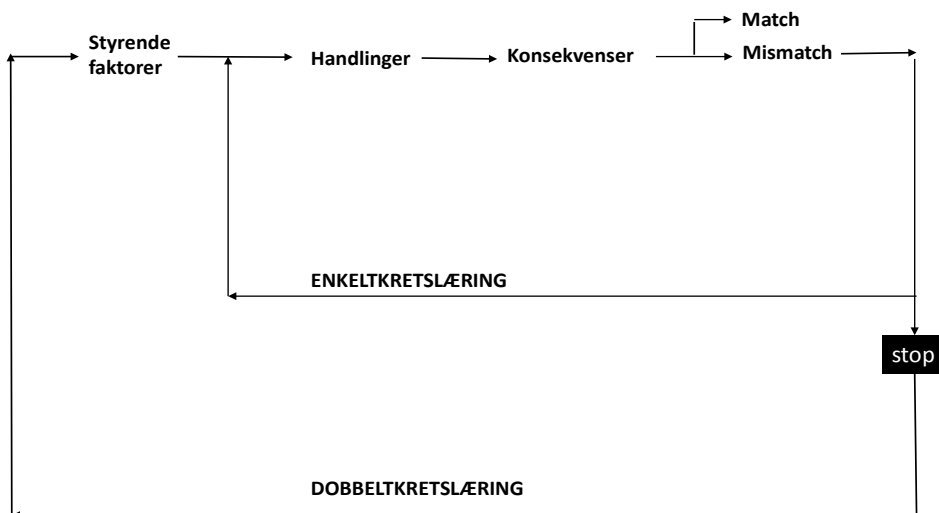 Match
Styrende
faktorer
Handlinger
Konsekvenser
Mismatch
ENKELTKRETSLÆRING
stop
DOBBELTKRETSLÆRING